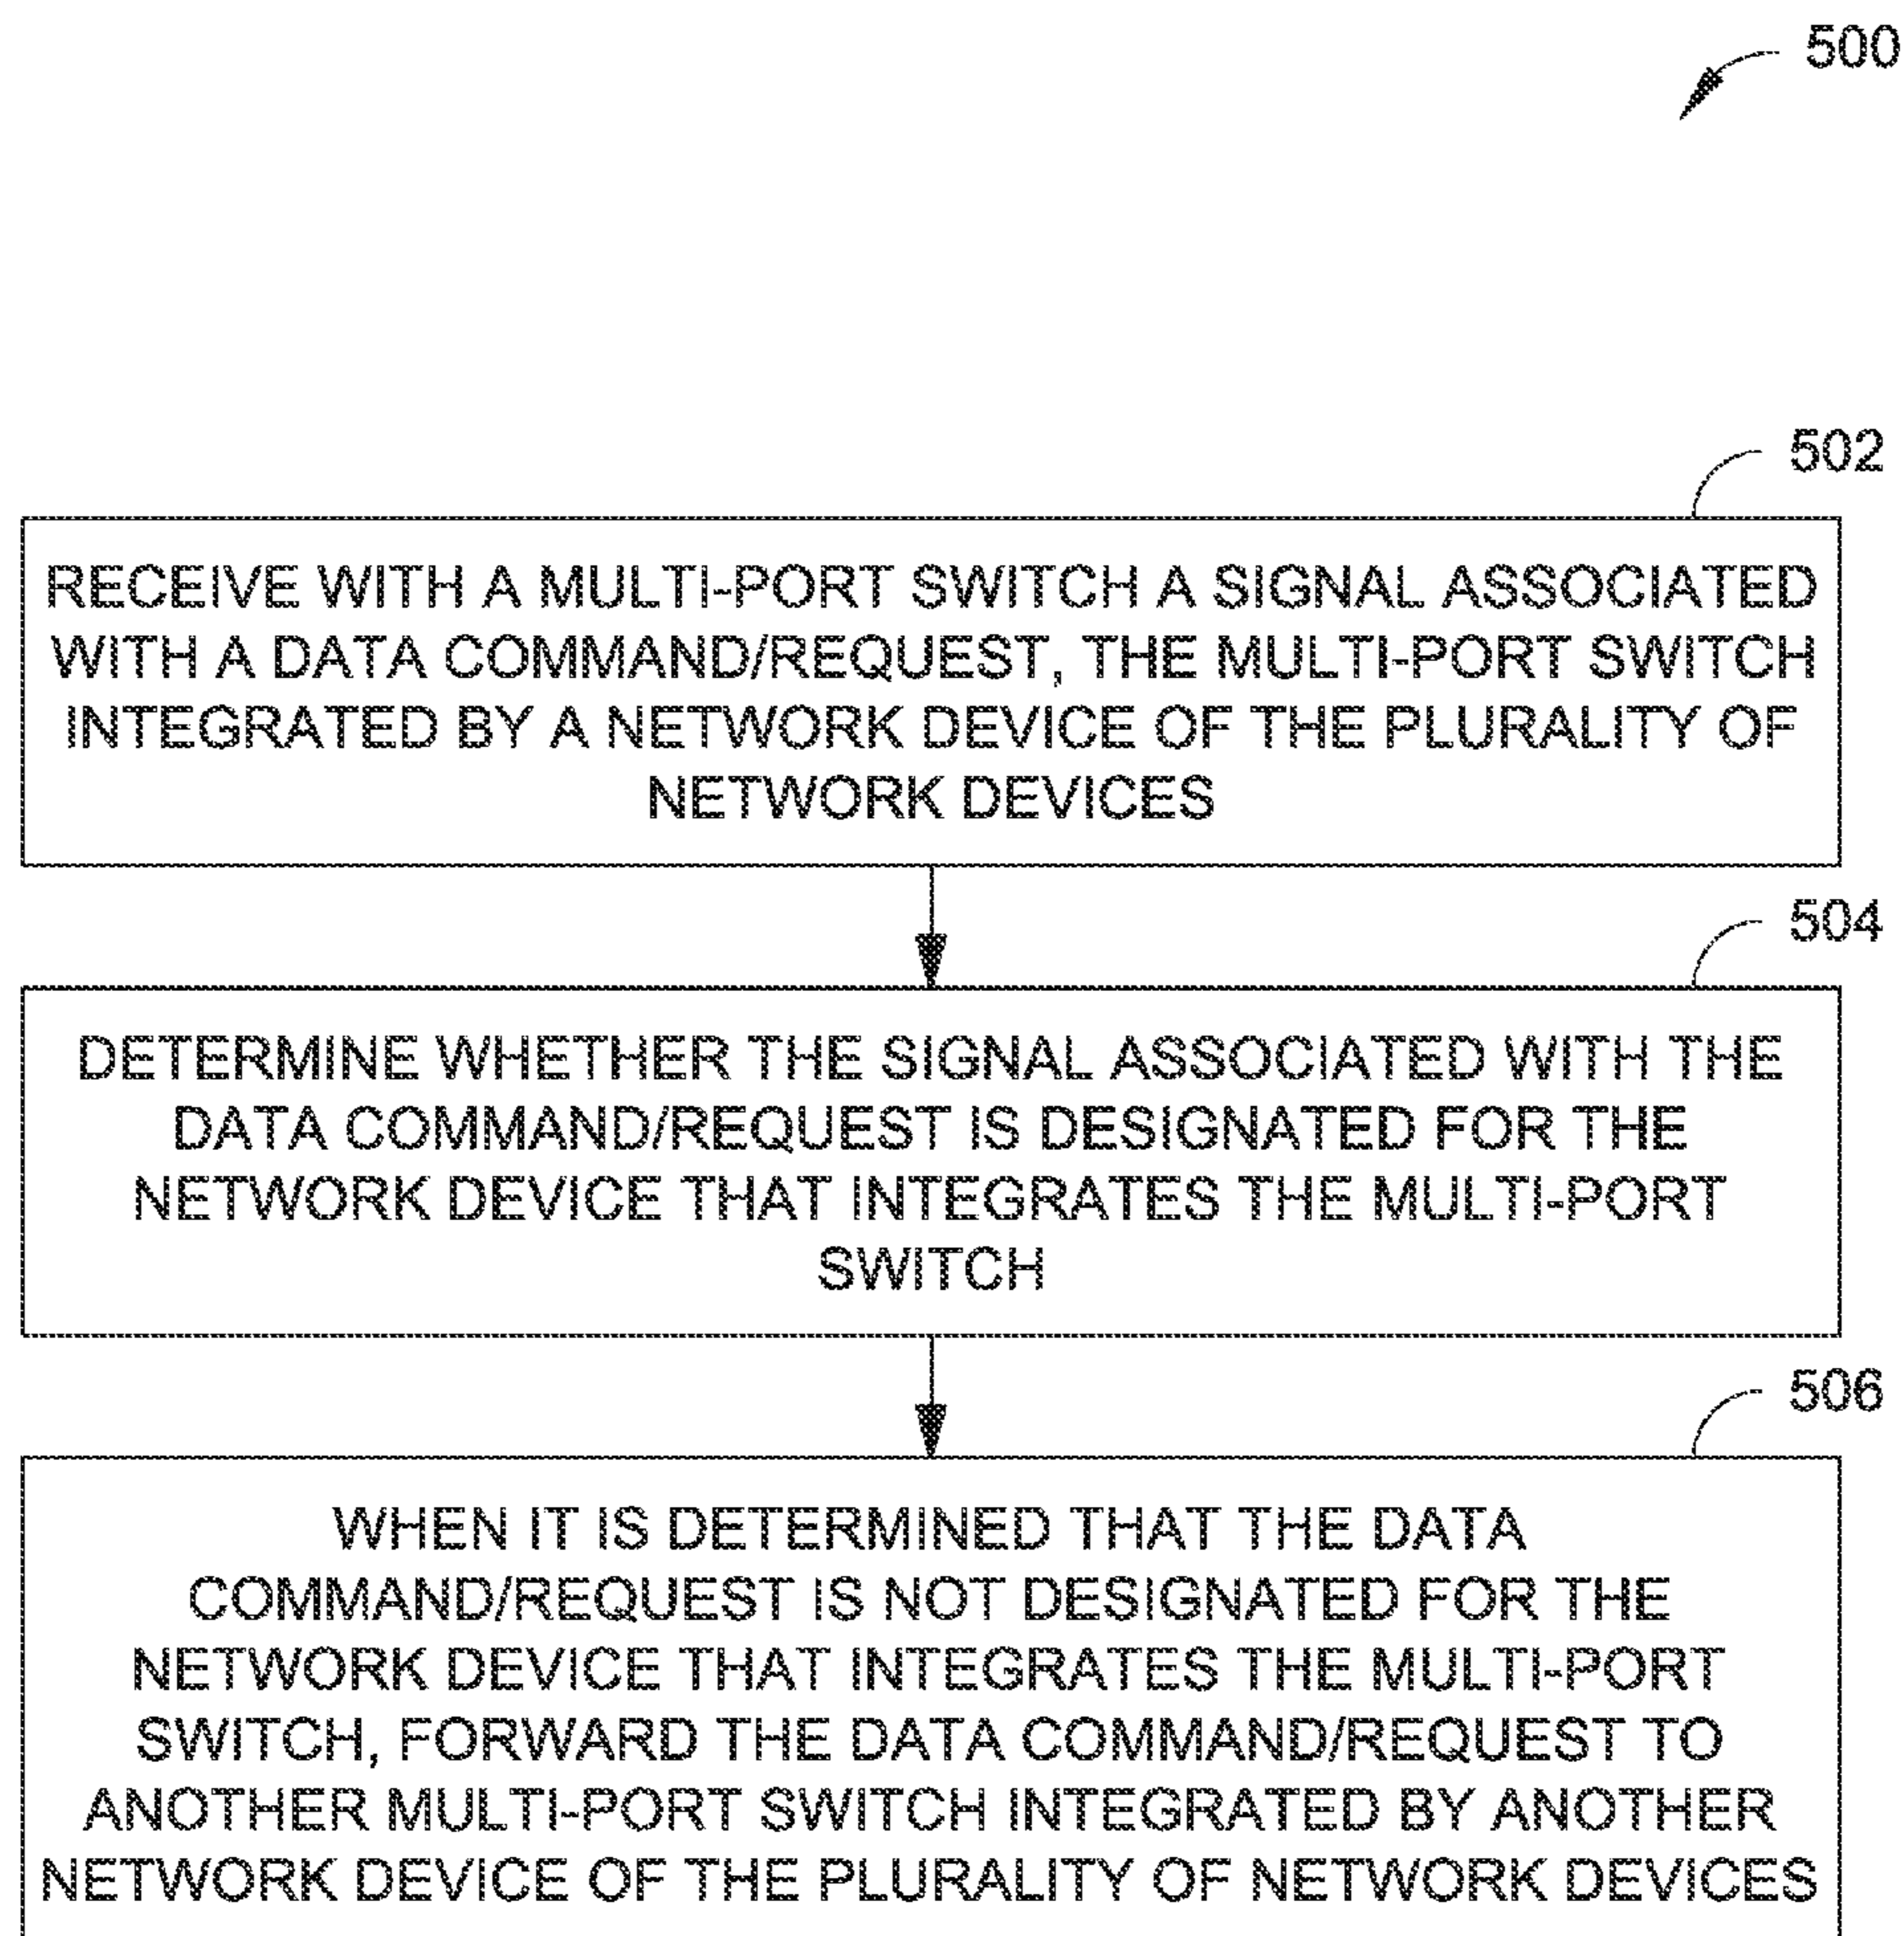 500
502
RECEIVE WITH A MULTI-PORT SWITCH A SIGNAL ASSOCIATED
WITH A DATA COMMAND/REQUEST, THE MULTI-PORT SWITCH
INTEGRATED BY A NETWORK DEVICE OF THE PLURALITY OF
NETWORK DEVICES
504
DETERMINE WHETHER THE SIGNAL ASSOCIATED WITH THE
DATA COMMAND/REQUEST IS DESIGNATED FOR THE
NETWORK DEVICE THAT INTEGRATES THE MULTI-PORT
SWITCH
506
WHEN IT IS DETERMINED THAT THE DATA
COMMAND/REQUEST IS NOT DESIGNATED FOR THE
NETWORK DEVICE THAT INTEGRATES THE MULTI-PORT
SWITCH, FORWARD THE DATA COMMAND/REQUEST TO
ANOTHER MULTI-PORT SWITCH INTEGRATED BY ANOTHER
NETWORK DEVICE OF THE PLURALITY OF NETWORK DEVICES